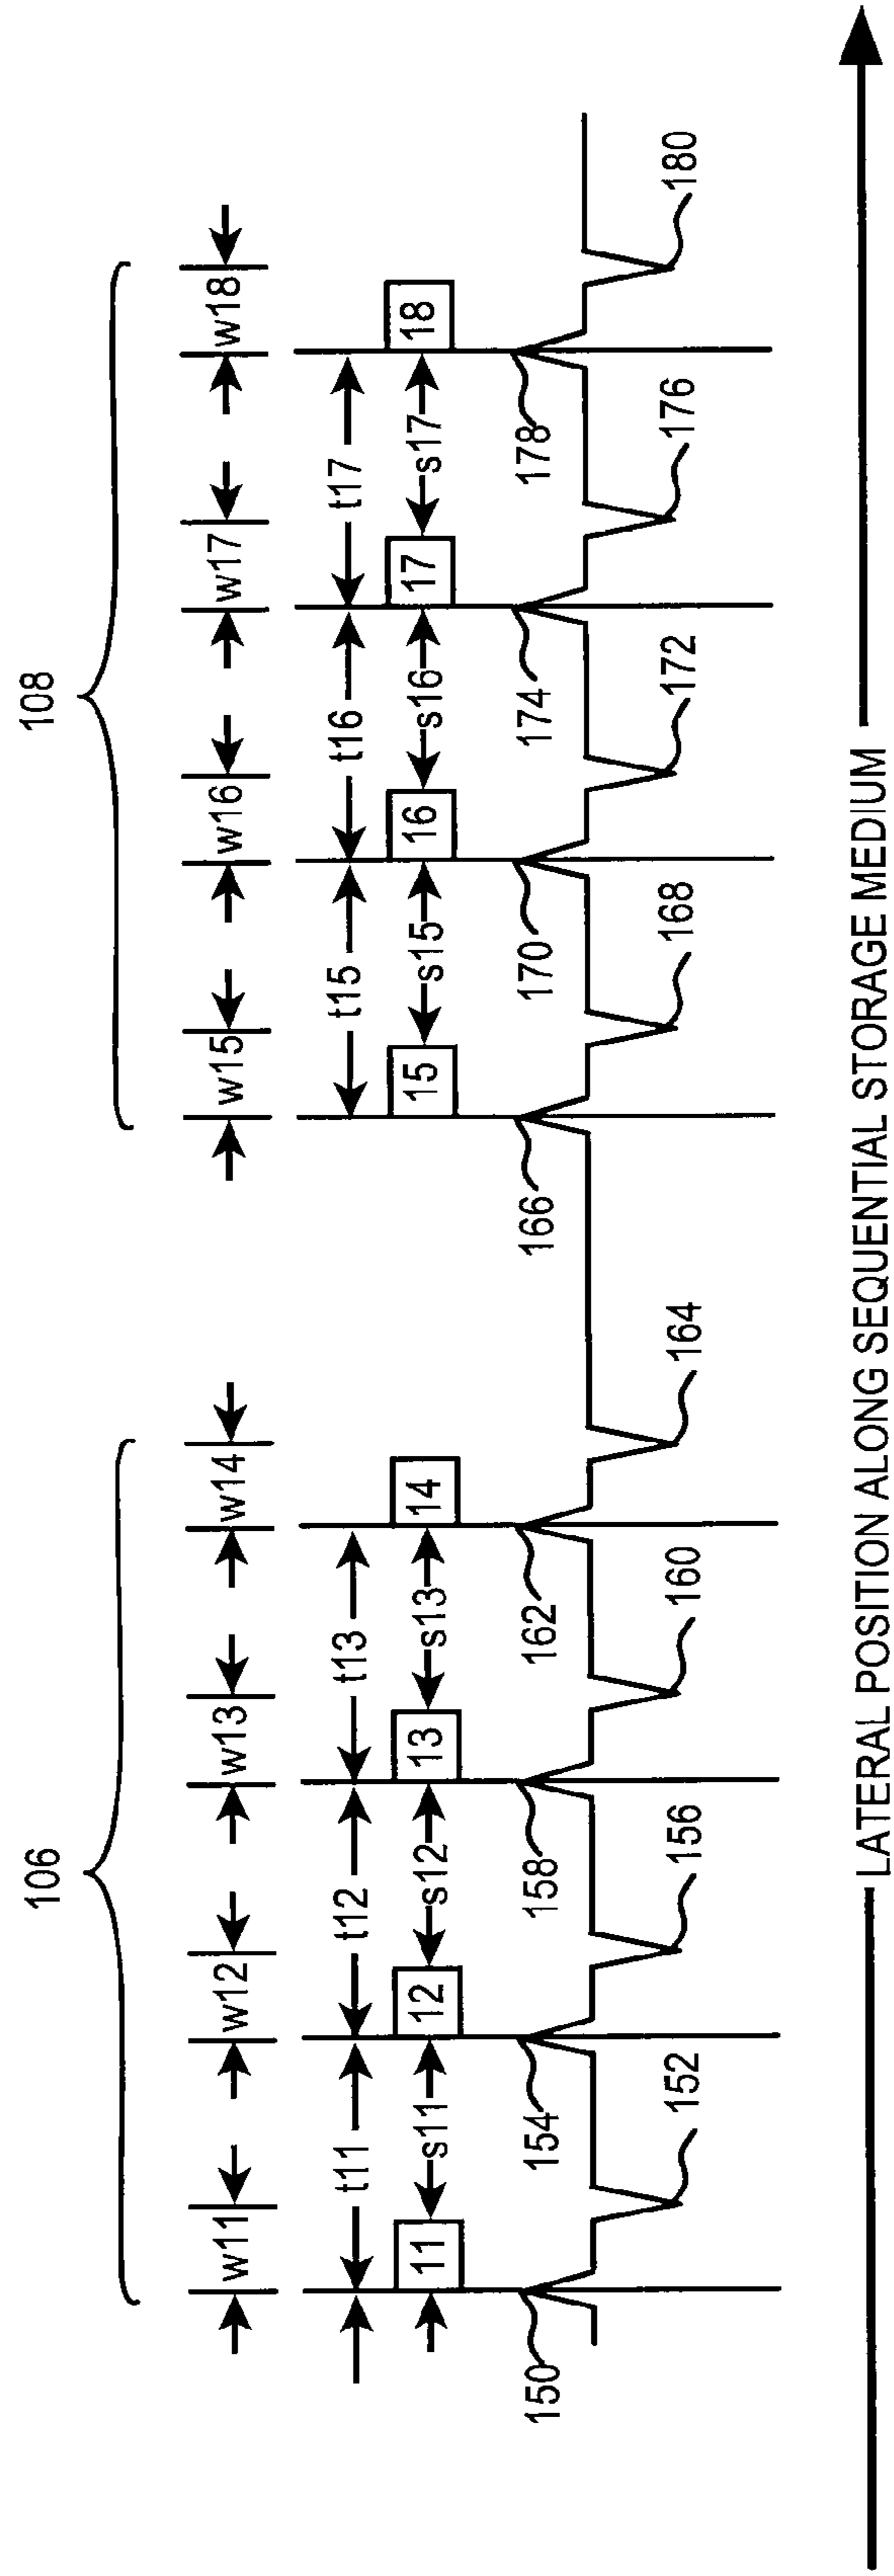 106 108
w11 w12 w13 w14 w15 w16 w17 w18
t11 t12 t13 t15 t16 t17
11 s11 12 s12 13 s13 14 15 s15 16 s16 17 s17 18
150 154 158 162 166 170 174 178
152 156 160 164 168 172 176 180
LATERAL POSITION ALONG SEQUENTIAL STORAGE MEDIUM